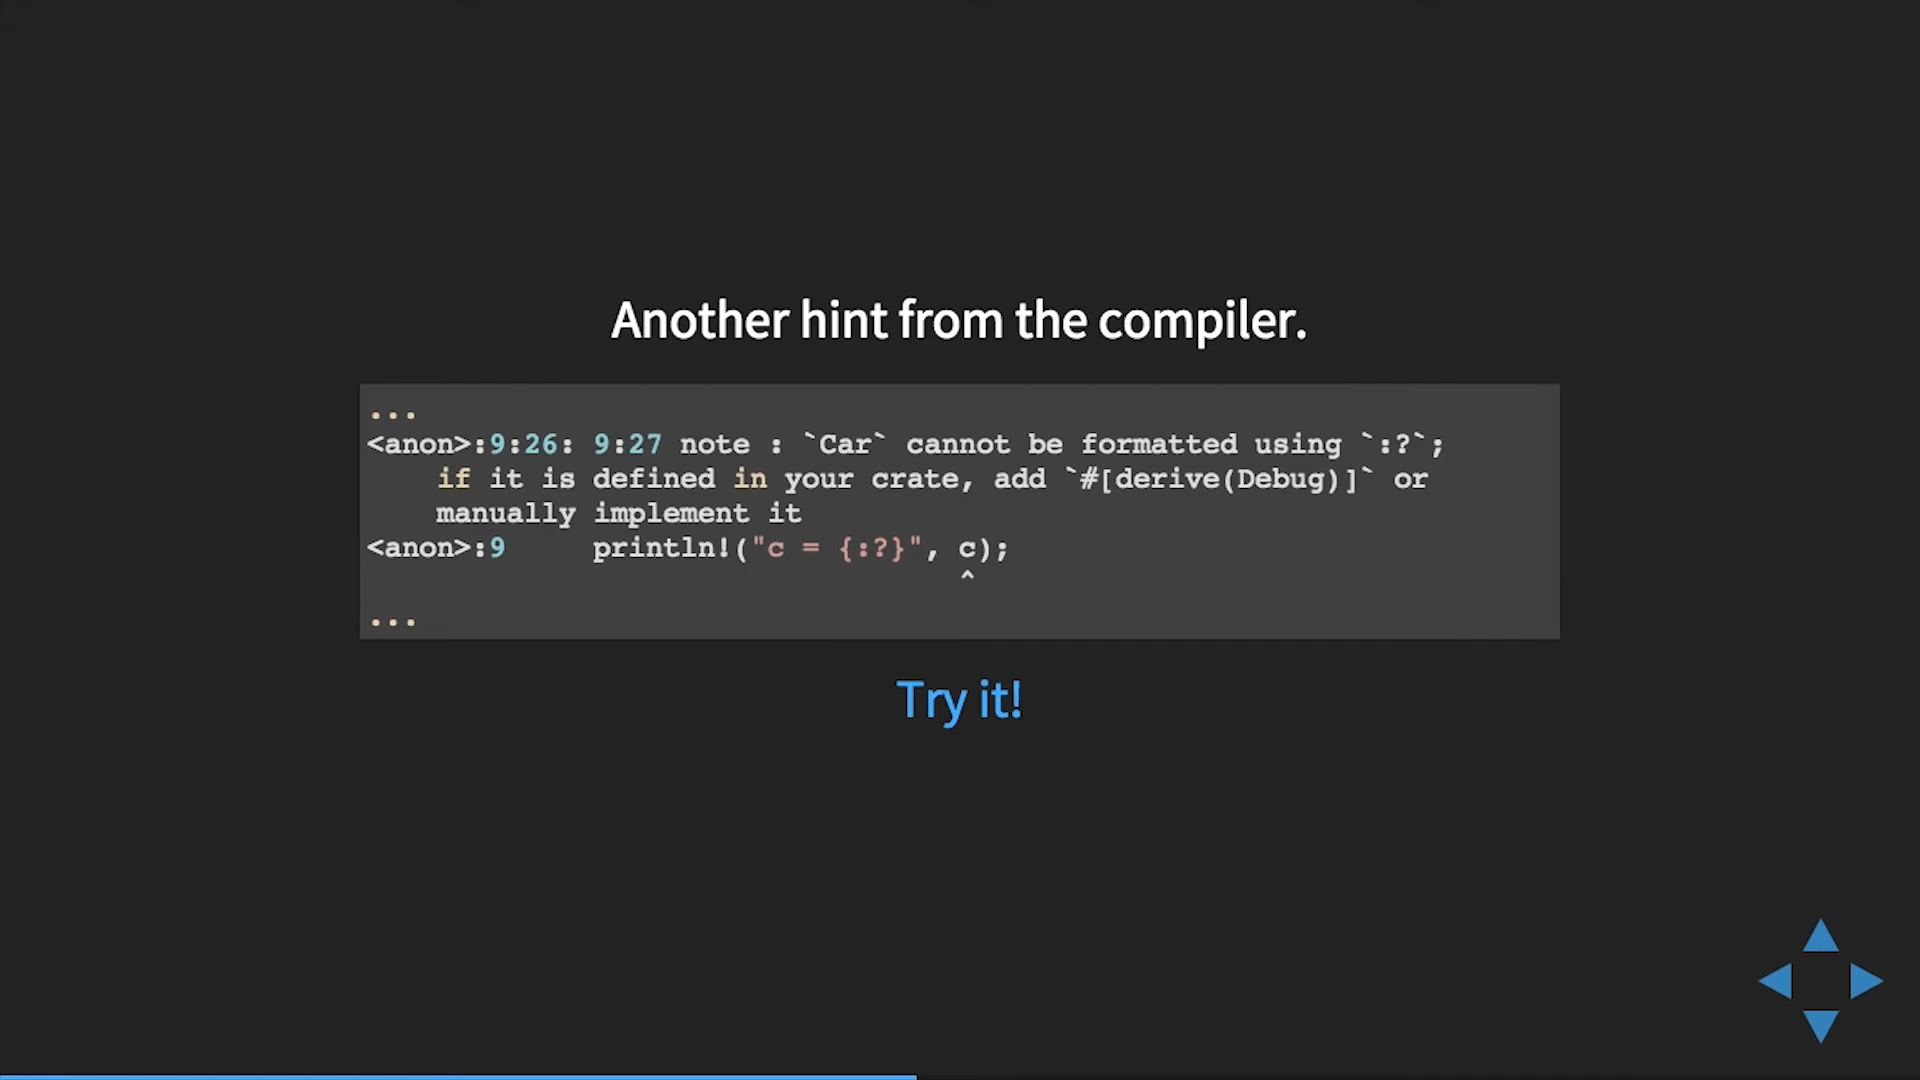 Another hint from the compiler.
...
<anon>:9:26: 9:27 note : `Car` cannot be formatted using `:?`;
    if it is defined in your crate, add `#[derive(Debug)]` or
    manually implement it
<anon>:9     println!("c = {:?}", c);
                                  ^
...
Try it!